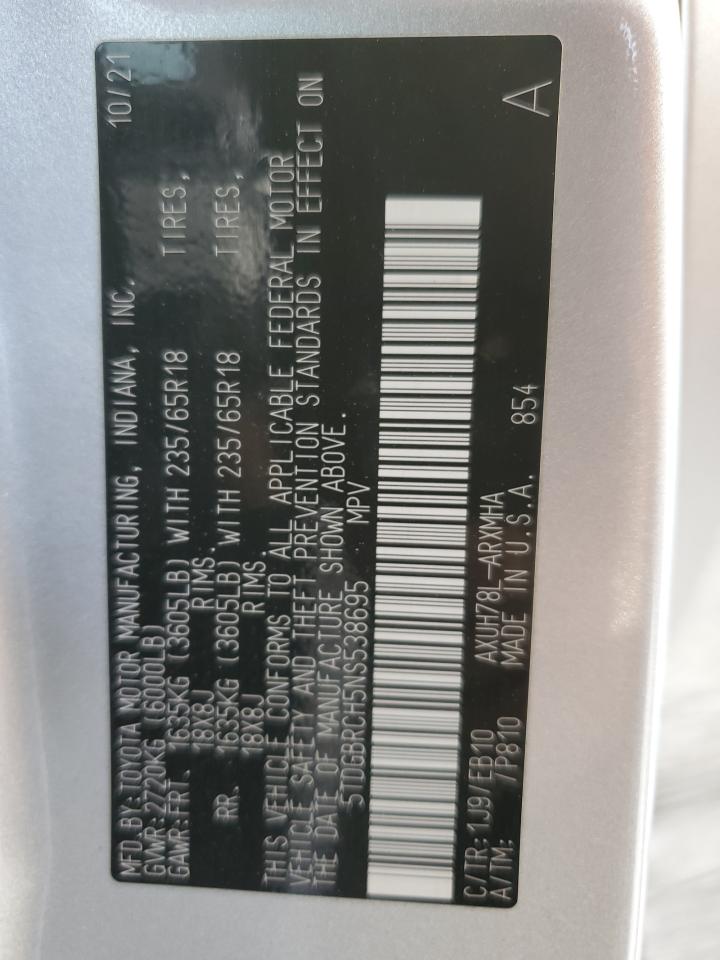 MFD.BY:TOYOTA MOTOR MANUFACTURING, INDIANA, INC. 10/21
GVWR:2720KG (6000LB)
GAWR:FRT. 1635KG (3605LB) WITH 235/65R18 TIRES,
18X8J RIMS.
RR. 1635KG (3605LB) WITH 235/65R18 TIRES,
18X8J RIMS.
THIS VEHICLE CONFORMS TO ALL APPLICABLE FEDERAL MOTOR
VEHICLE SAFETY AND THEFT PREVENTION STANDARDS IN EFFECT ON
THE DATE OF MANUFACTURE SHOWN ABOVE.
5TDGBRCH5NS538695 MPV
C/TR: 1J9/EB10 AXUH78L-ARXMHA
A/TM: /P810 MADE IN U.S.A. 854 A